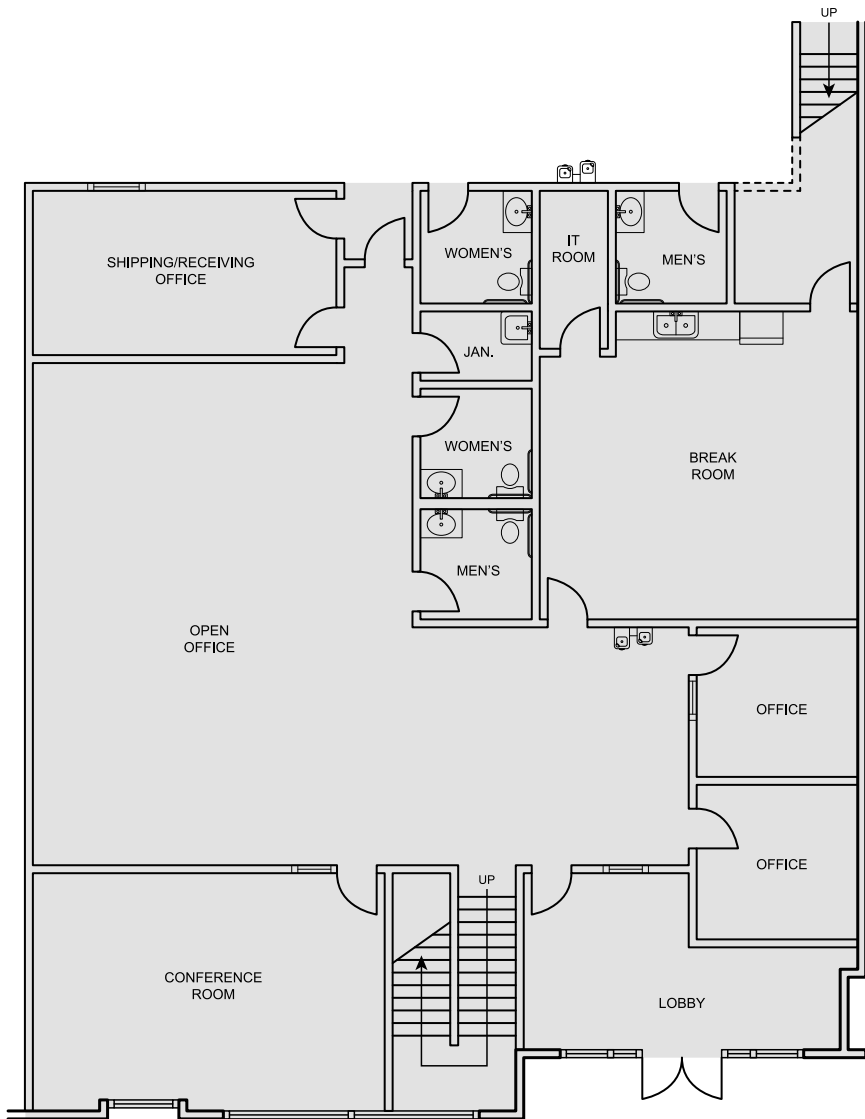 UP
SHIPPING/RECEIVING
OFFICE
WOMEN'S
IT
ROOM
MEN'S
JAN.
WOMEN'S
BREAK
ROOM
MEN'S
OPEN
OFFICE
OFFICE
OFFICE
UP
CONFERENCE
ROOM
LOBBY